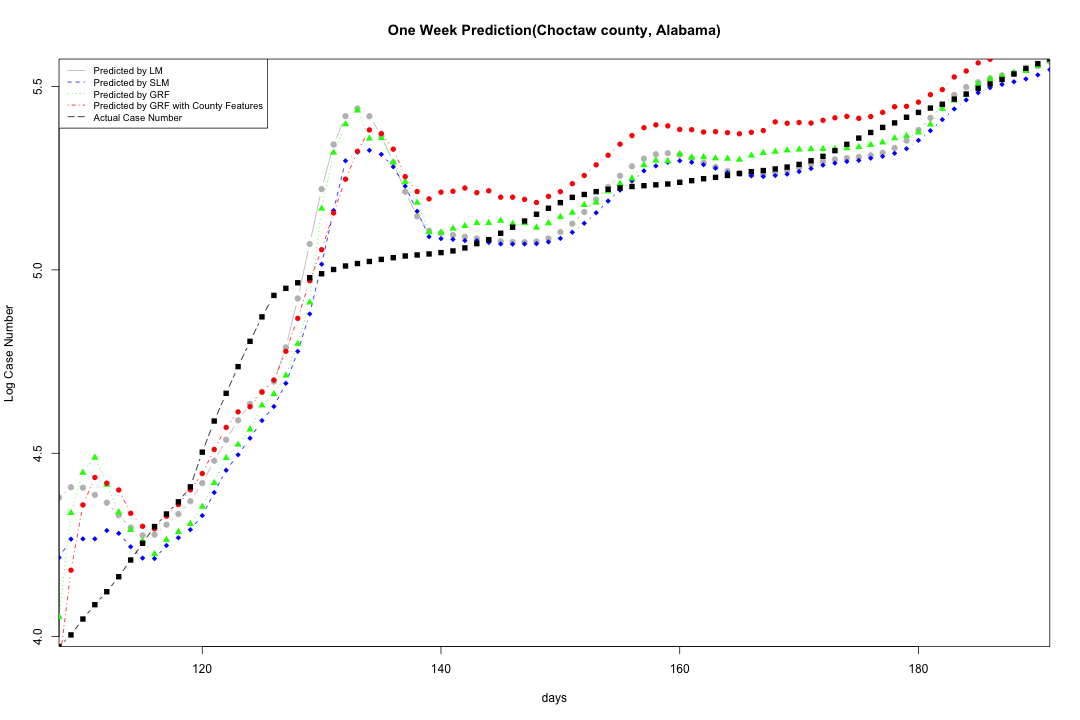 One Week Prediction(Choctaw county, Alabama)
Predicted by LM
Predicted by SLM
Predicted by GRF
Predicted by GRF with County Features
Actual Case Number
5.5
5.0
4.5
4.0
Log Case Number
120 140 160 180
days